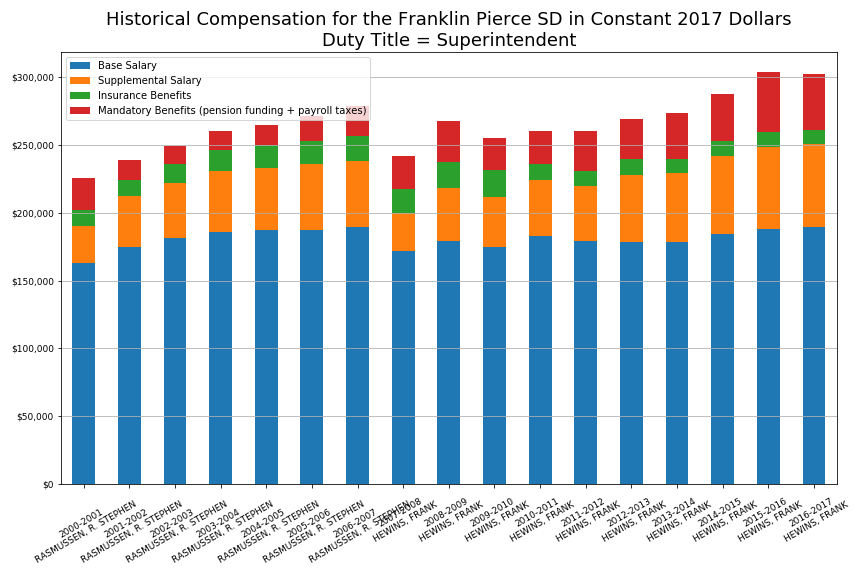 Historical Compensation for the Franklin Pierce SD in Constant 2017 Dollars
Duty Title = Superintendent
Base Salary
Supplemental Salary
Insurance Benefits
Mandatory Benefits (pension funding + payroll taxes)
$300,000
$250,000
$200,000
$150,000
$100,000
$50,000
$0
2000-2001
RASMUSSEN, R. STEPHEN
2001-2002
RASMUSSEN, R. STEPHEN
2002-2003
RASMUSSEN, R. STEPHEN
2003-2004
RASMUSSEN, R. STEPHEN
2004-2005
RASMUSSEN, R. STEPHEN
2005-2006
RASMUSSEN, R. STEPHEN
2006-2007
RASMUSSEN, R. STEPHEN
2007-2008
HEWINS, FRANK
2008-2009
HEWINS, FRANK
2009-2010
HEWINS, FRANK
2010-2011
HEWINS, FRANK
2011-2012
HEWINS, FRANK
2012-2013
HEWINS, FRANK
2013-2014
HEWINS, FRANK
2014-2015
HEWINS, FRANK
2015-2016
HEWINS, FRANK
2016-2017
HEWINS, FRANK